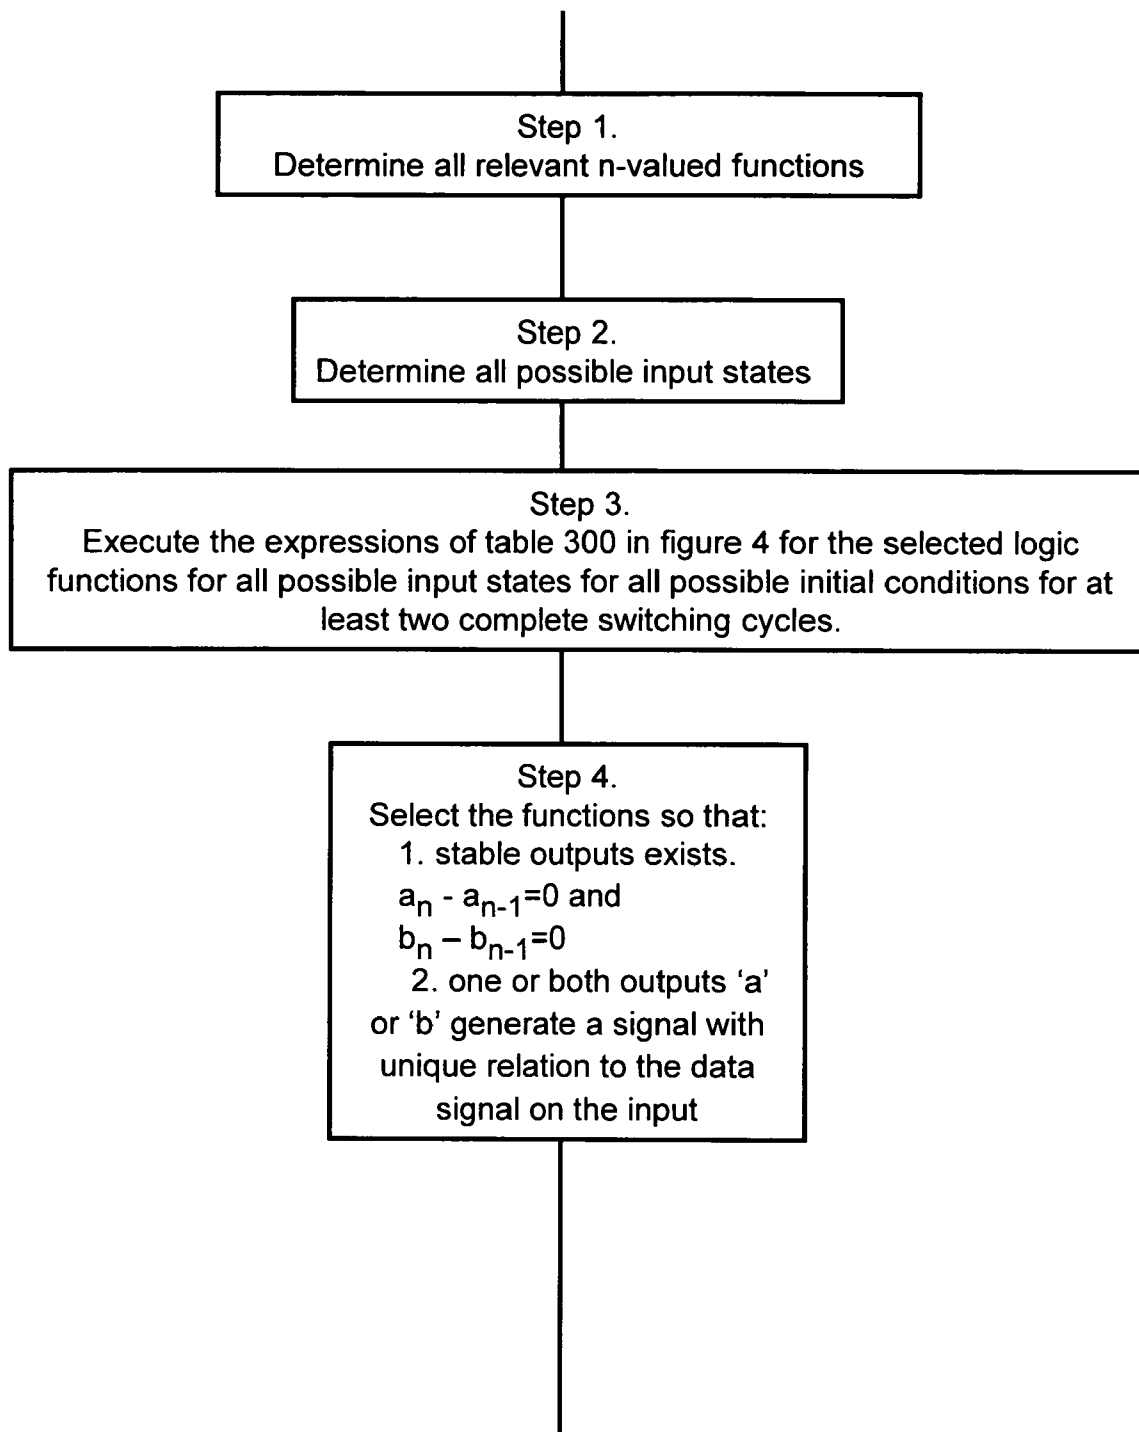 Step 1.
Determine all relevant n-valued functions
Step 2.
Determine all possible input states
Step 3.
Execute the expressions of table 300 in figure 4 for the selected logic
functions for all possible input states for all possible initial conditions for at
least two complete switching cycles.
Step 4.
Select the functions so that:
1. stable outputs exists.
a_n - a_{n-1}=0 and
b_n – b_{n-1}=0
2. one or both outputs ‘a’
or ‘b’ generate a signal with
unique relation to the data
signal on the input